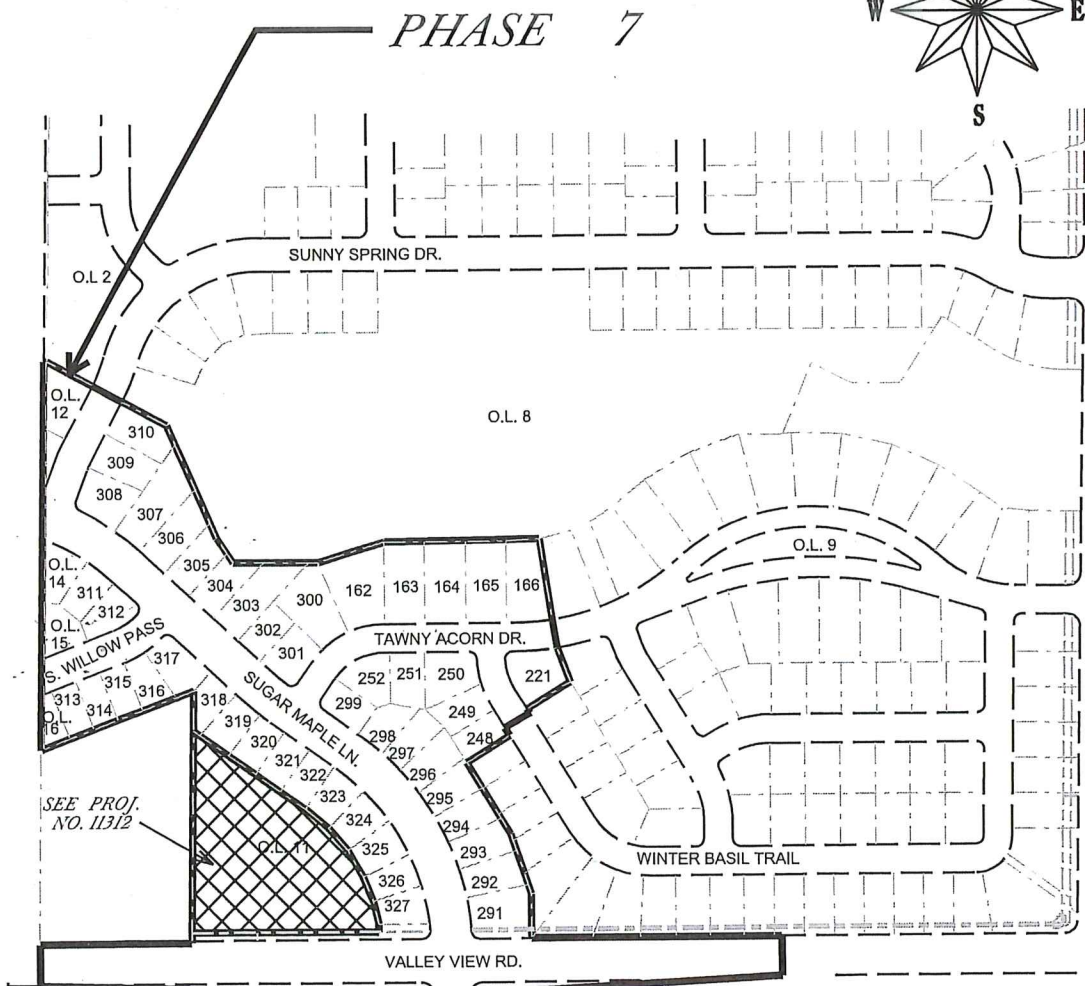 PHASE 7
W E
S
SUNNY SPRING DR.
O.L 2
O.L.
12
310
O.L. 8
309
308
307
306
O.L. 9
305
O.L.
14
304
311
303
300
162
163
164
165
166
312
302
O.L.
15
301
TAWNY ACORN DR.
S. WILLOW PASS
317
252
251
250
221
315
313
316
314
299
249
O.L.
16
318
SUGAR MAPLE LN.
298
248
319
297
320
296
321
322
295
SEE PROJ.
NO. 11312
323
324
294
O.L. 11
325
293
WINTER BASIL TRAIL
326
292
327
291
VALLEY VIEW RD.